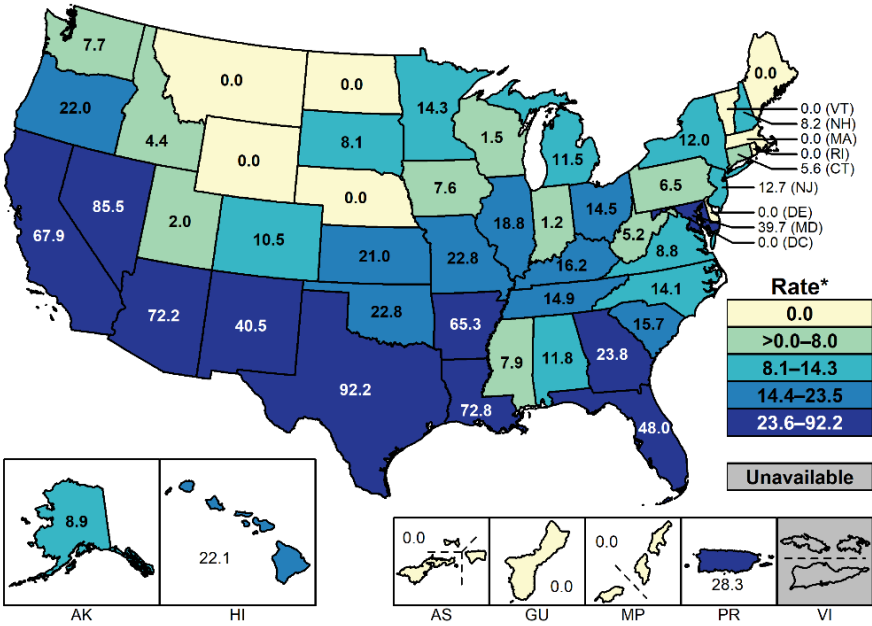 7.7
0.0
0.0
14.3
0.0
0.0 (VT)
8.2 (NH)
0.0 (MA)
0.0 (RI)
5.6 (CT)
22.0
4.4
8.1
1.5
11.5
12.0
0.0
7.6
6.5
12.7 (NJ)
0.0 (DE)
39.7 (MD)
0.0 (DC)
67.9
85.5
2.0
10.5
0.0
18.8
1.2
14.5
5.2
8.8
21.0
22.8
16.2
14.1
72.2
40.5
22.8
65.3
14.9
15.7
92.2
72.8
7.9
11.8
23.8
48.0
Rate*
0.0
>0.0–8.0
8.1–14.3
14.4–23.5
23.6–92.2
Unavailable
8.9
22.1
0.0
0.0
0.0
28.3
AK
HI
AS
GU
MP
PR
VI